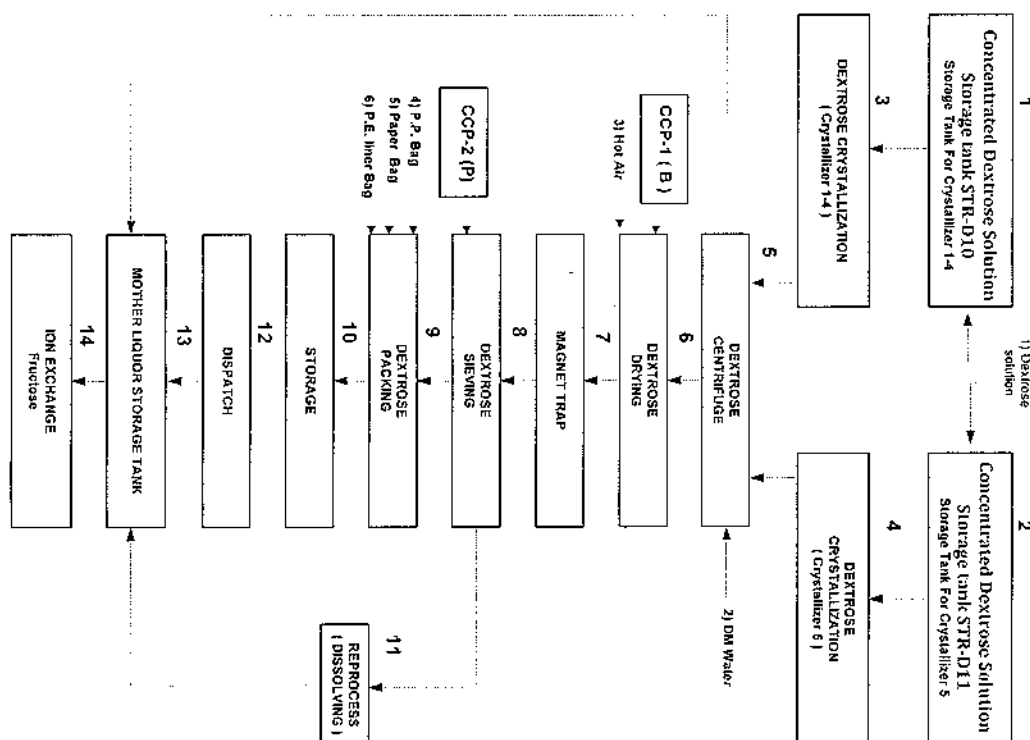 1
Concentrated Dextrose Solution
Storage tank STR-D10
Storage Tank For Crystallizer 1-4
1) Dextrose
solution
2
Concentrated Dextrose Solution
Storage tank STR-D11
Storage Tank For Crystallizer 5
3
DEXTROSE CRYSTALLIZATION
( Crystallizer 1-4 )
4
DEXTROSE
CRYSTALLIZATION
( Crystallizer 5 )
5
DEXTROSE
CENTRIFUGE
2) DM Water
CCP-1 ( B )
3) Hot Air
6
DEXTROSE
DRYING
7
MAGNET TRAP
8
DEXTROSE
SIEVING
CCP-2 (P)
4) P.P. Bag
5) Paper Bag
6) P.E. liner Bag
9
DEXTROSE
PACKING
10
STORAGE
11
REPROCESS
( DISSOLVING )
12
DISPATCH
13
MOTHER LIQUOR STORAGE TANK
14
ION EXCHANGE
Fructose